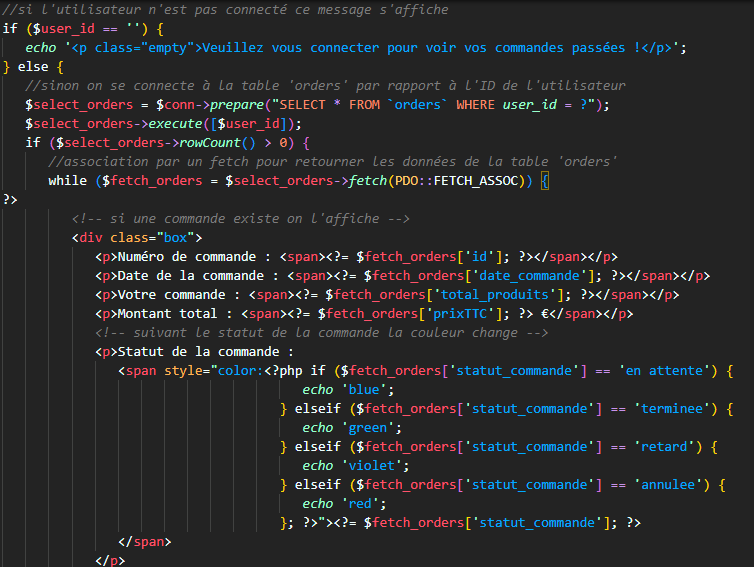 //si l'utilisateur n'est pas connecté ce message s'affiche
if ($user_id == '') {
echo '<p class="empty">Veuillez vous connecter pour voir vos commandes passées !</p>';
} else {
//sinon on se connecte à la table 'orders' par rapport à l'ID de l'utilisateur
$select_orders = $conn->prepare("SELECT * FROM `orders` WHERE user_id = ?");
$select_orders->execute([$user_id]);
if ($select_orders->rowCount() > 0) {
//association par un fetch pour retourner les données de la table 'orders'
while ($fetch_orders = $select_orders->fetch(PDO::FETCH_ASSOC)) {
?>
<!-- si une commande existe on l'affiche -->
<div class="box">
<p>Numéro de commande : <span><?= $fetch_orders['id']; ?></span></p>
<p>Date de la commande : <span><?= $fetch_orders['date_commande']; ?></span></p>
<p>Votre commande : <span><?= $fetch_orders['total_produits']; ?></span></p>
<p>Montant total : <span><?= $fetch_orders['prixTTC']; ?> €</span></p>
<!-- suivant le statut de la commande la couleur change -->
<p>Statut de la commande :
<span style="color:<?php if ($fetch_orders['statut_commande'] == 'en attente') {
echo 'blue';
} elseif ($fetch_orders['statut_commande'] == 'terminee') {
echo 'green';
} elseif ($fetch_orders['statut_commande'] == 'retard') {
echo 'violet';
} elseif ($fetch_orders['statut_commande'] == 'annulee') {
echo 'red';
}; ?>"><?= $fetch_orders['statut_commande']; ?>
</span>
</p>